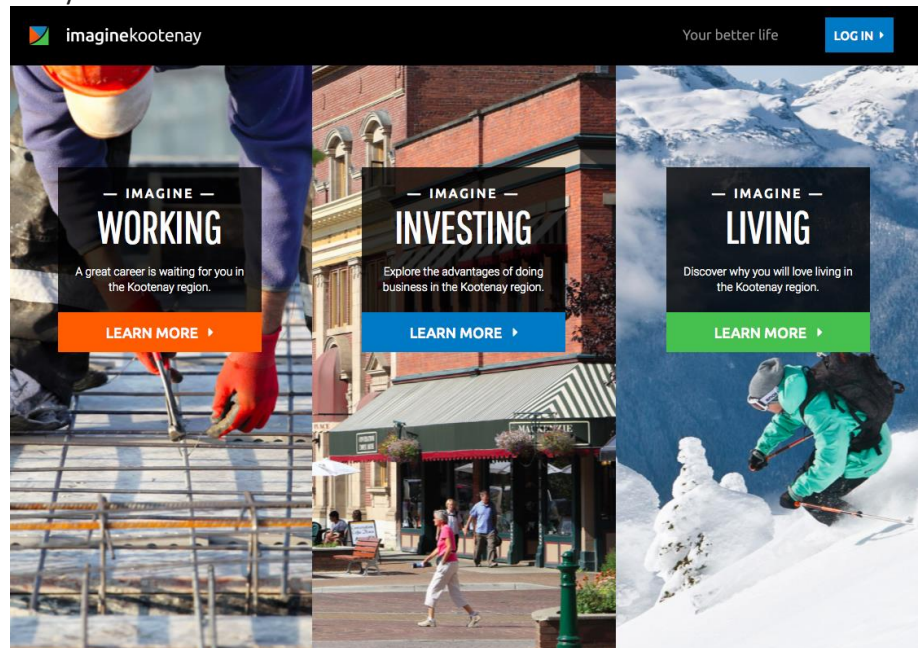 imaginekootenay
Your better life
LOG IN
— IMAGINE —
WORKING
A great career is waiting for you in
the Kootenay region.
LEARN MORE
— IMAGINE —
INVESTING
Explore the advantages of doing
business in the Kootenay region.
LEARN MORE
— IMAGINE —
LIVING
Discover why you will love living in
the Kootenay region.
LEARN MORE
PLACE
MACKENZIE